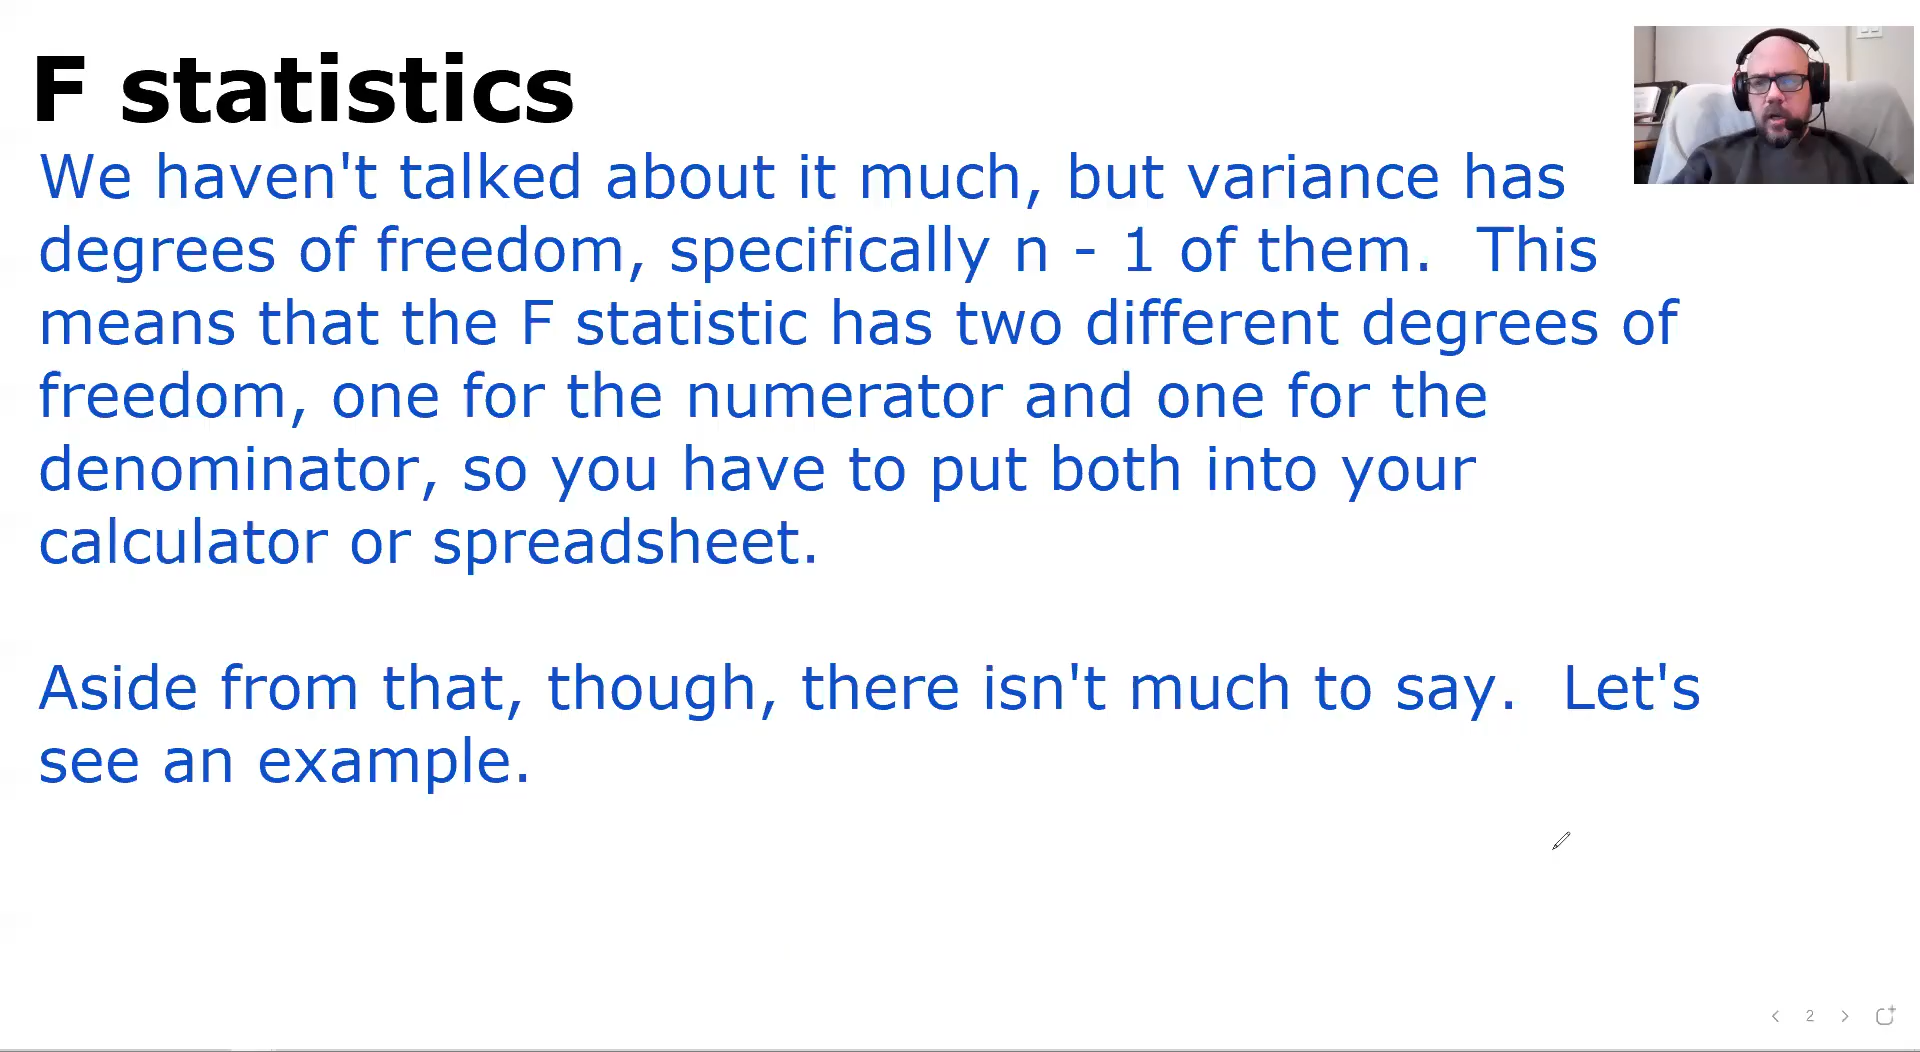 F statistics
We haven't talked about it much, but variance has
degrees of freedom, specifically n - 1 of them.  This
means that the F statistic has two different degrees of
freedom, one for the numerator and one for the
denominator, so you have to put both into your
calculator or spreadsheet.
Aside from that, though, there isn't much to say.  Let's
see an example.
2